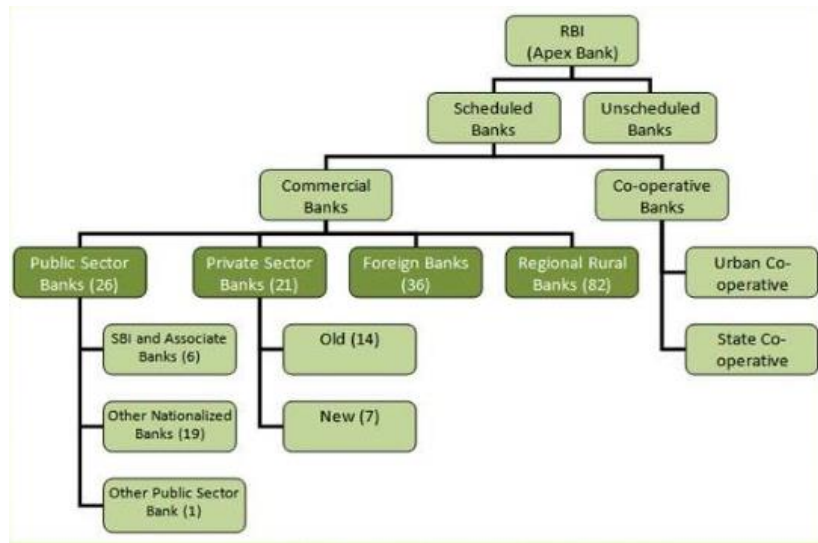 RBI
(Apex Bank)
Scheduled
Banks
Unscheduled
Banks
Commercial
Banks
Co-operative
Banks
Public Sector
Banks (26)
Private Sector
Banks (21)
Foreign Banks
(36)
Regional Rural
Banks (82)
Urban Co-
operative
SBI and Associate
Banks (6)
Old (14)
State Co-
operative
Other Nationalized
Banks (19)
New (7)
Other Public Sector
Bank (1)